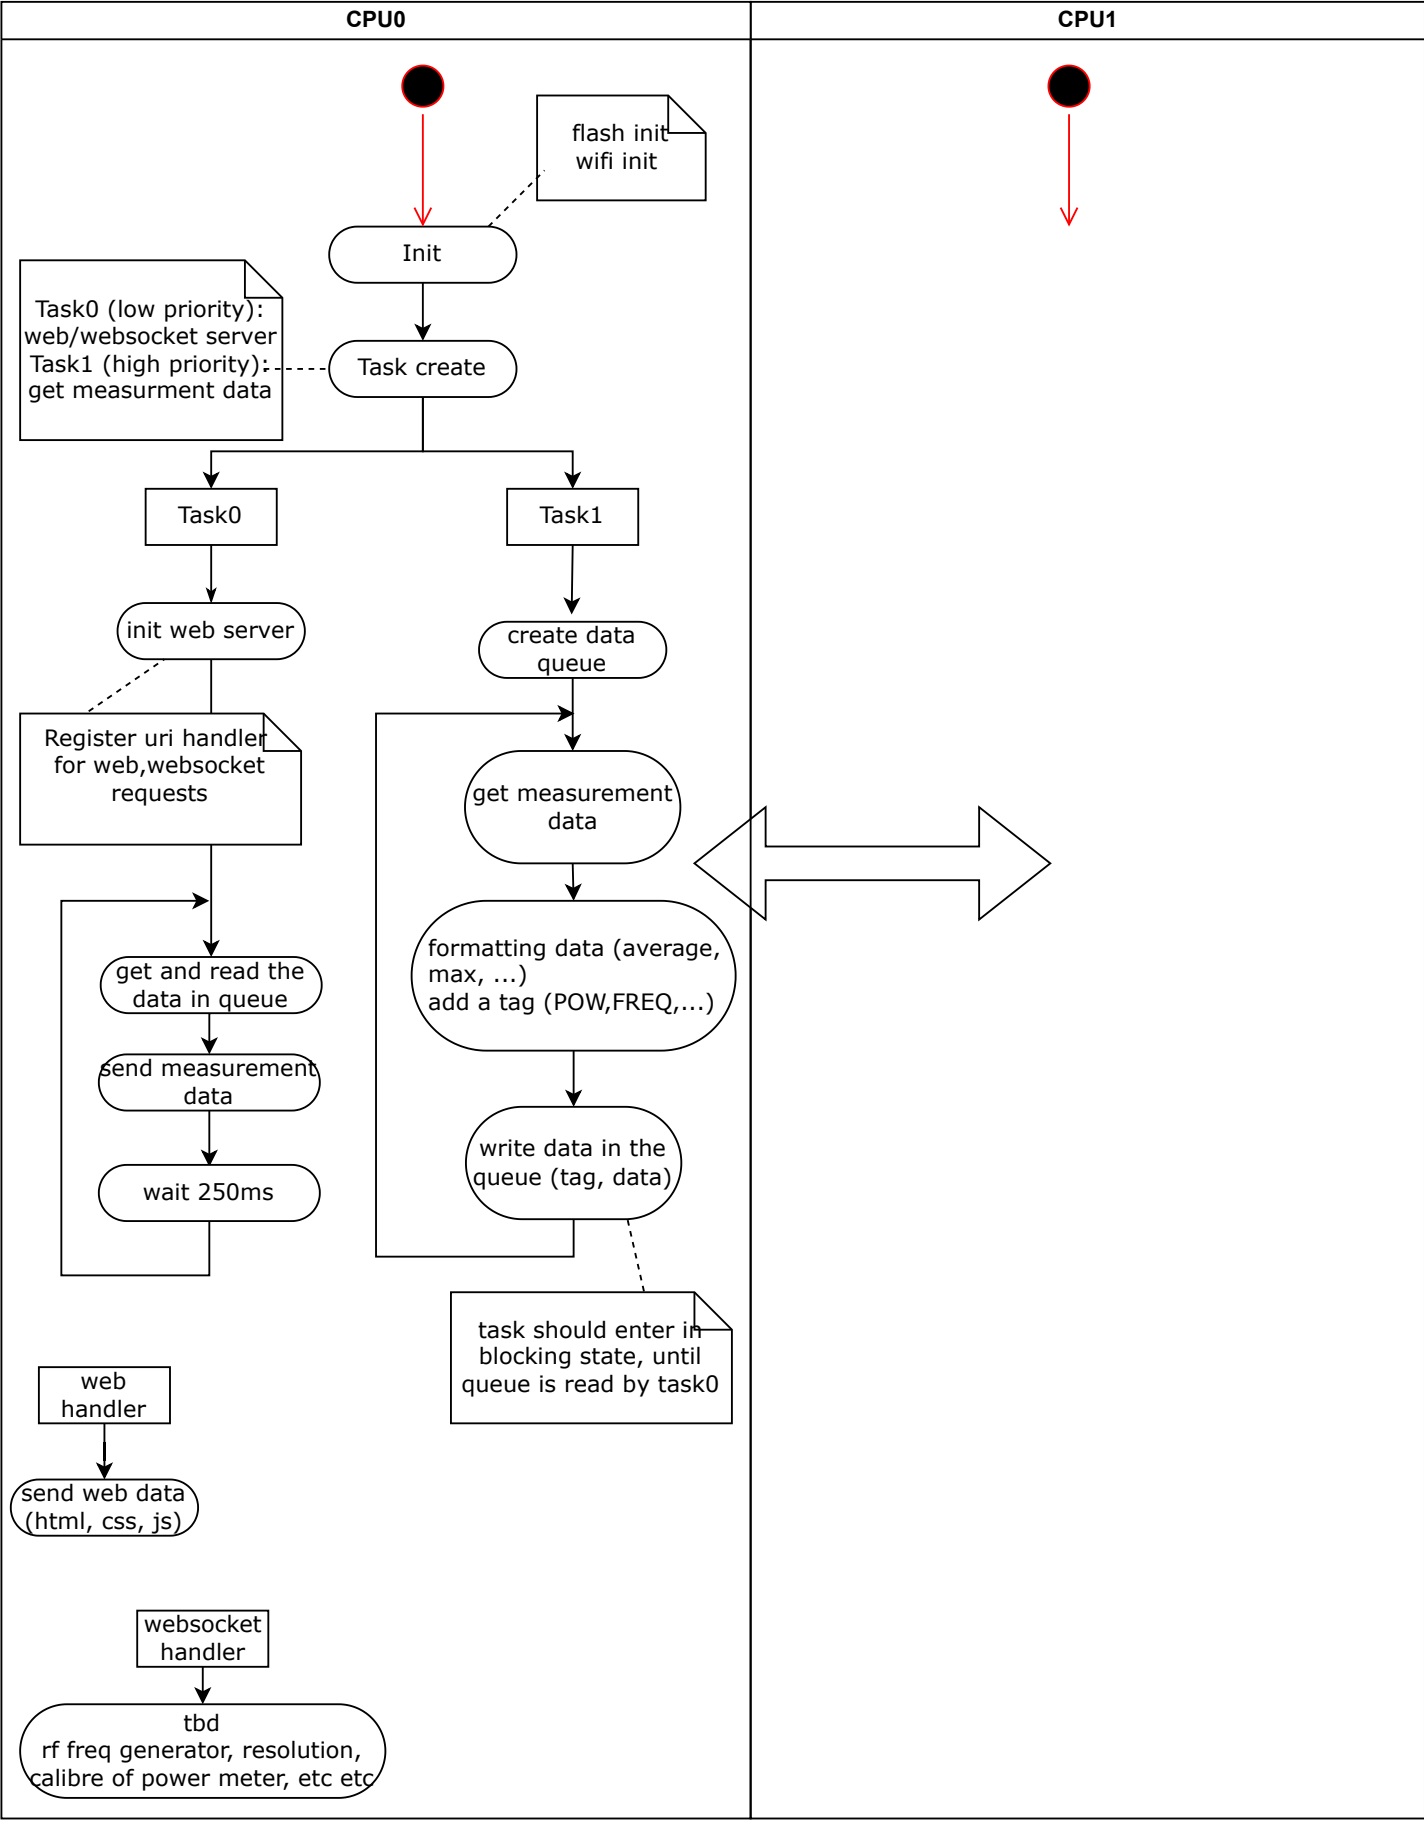 CPU0
CPU1
flash init
wifi init
Init
Task0 (low priority):
web/websocket server
Task1 (high priority):
get measurment data
Task create
Task0
Task1
init web server
create data
queue
Register uri handler
for web,websocket
requests
get measurement
data
formatting data (average,
max, ...)
add a tag (POW,FREQ,...)
get and read the
data in queue
send measurement
data
write data in the
queue (tag, data)
wait 250ms
task should enter in
blocking state, until
queue is read by task0
web
handler
send web data
(html, css, js)
websocket
handler
tbd
rf freq generator, resolution,
calibre of power meter, etc etc